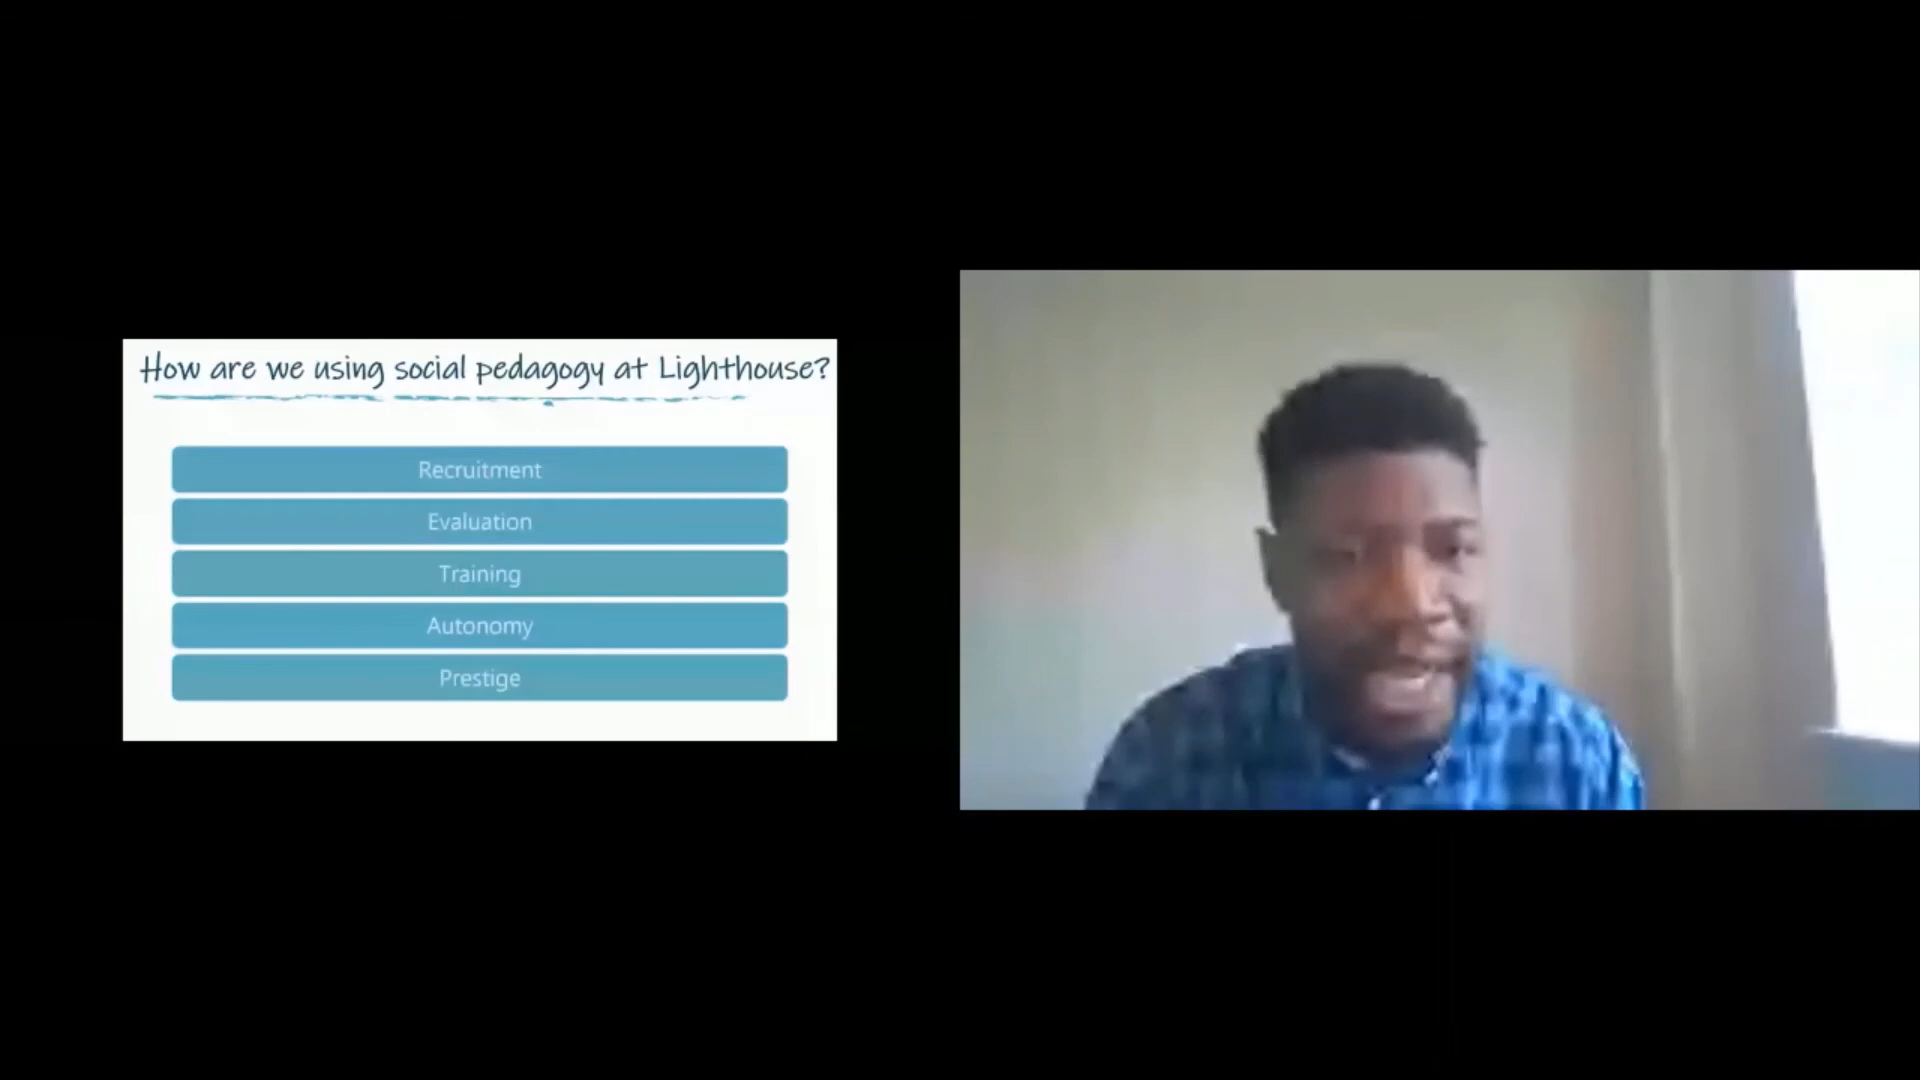 How are we using social pedagogy at Lighthouse?
Recruitment
Evaluation
Training
Autonomy
Prestige